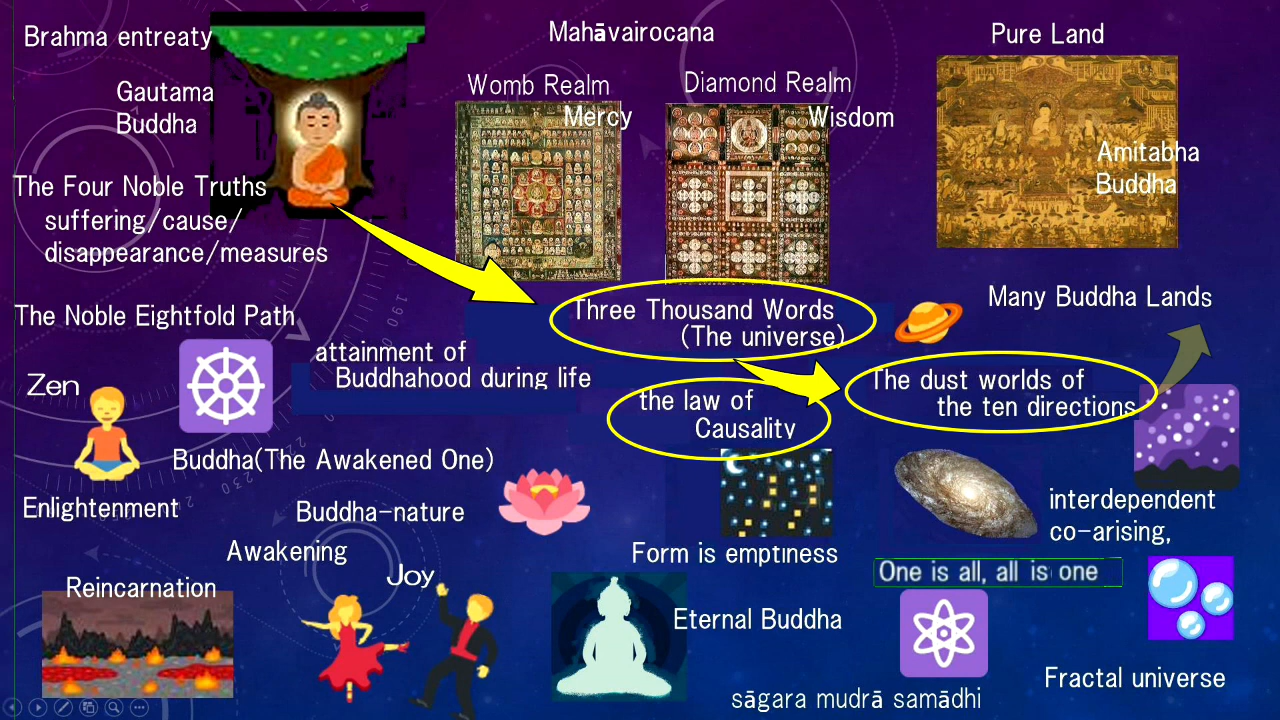 Brahma entreaty
Gautama
Buddha
The Four Noble Truths
suffering/cause/
disappearance/measures
The Noble Eightfold Path
Mahāvairocana
Womb Realm
Mercy
Diamond Realm
Wisdom
Pure Land
Amitabha
Buddha
Three Thousand Words
(The universe)
Many Buddha Lands
attainment of
Buddhahood during life
the law of
Causality
The dust worlds of
the ten directions
Zen
Buddha(The Awakened One)
Enlightenment
Buddha-nature
Awakening
Joy
Reincarnation
Form is emptiness
interdependent
co-arising,
One is all, all is one
Eternal Buddha
sāgara mudrā samādhi
Fractal universe
190
220
230